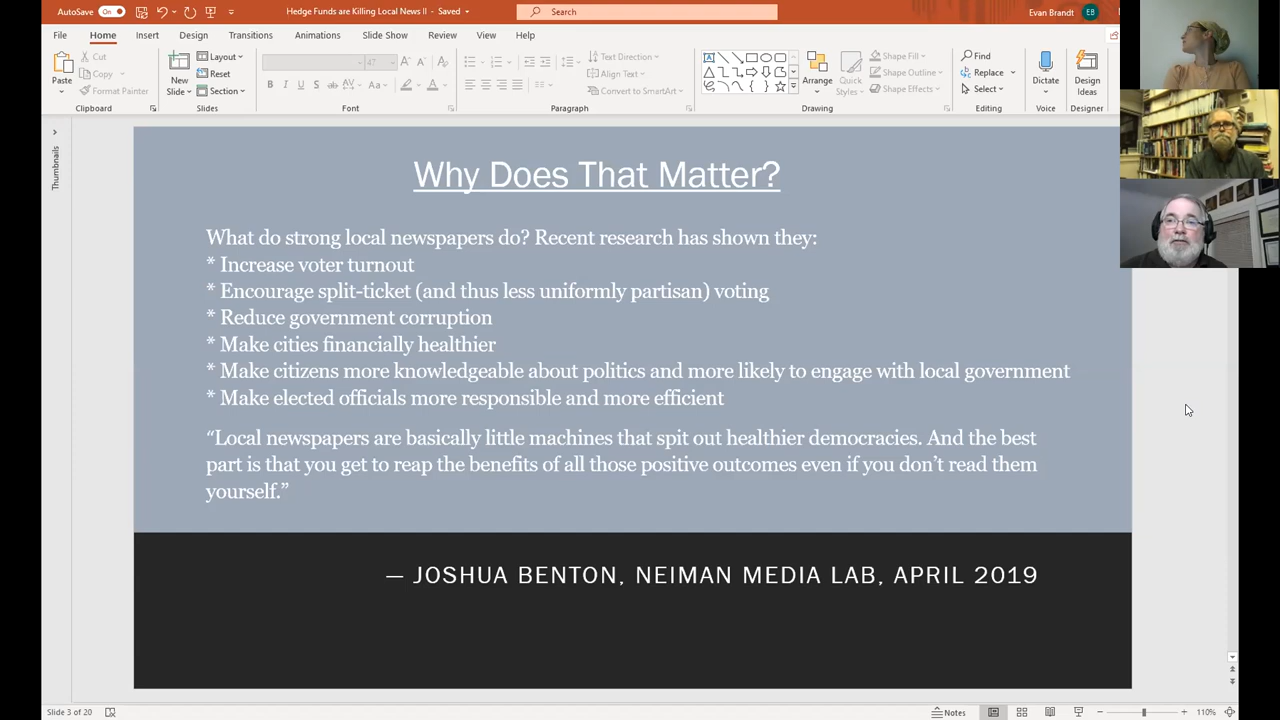 AutoSave On
Hedge Funds are Killing Local News II - Saved
Search
Evan Brandt EB
File Home Insert Design Transitions Animations Slide Show Review View Help
Paste
Cut
Copy
Format Painter
Clipboard
New Slide
Layout
Reset
Section
Slides
47
Font
Text Direction
Align Text
Convert to SmartArt
Paragraph
Arrange
Quick Styles
Shape Fill
Shape Outline
Shape Effects
Drawing
Find
Replace
Select
Editing
Dictate
Voice
Design Ideas
Designer
Thumbnails
Why Does That Matter?
What do strong local newspapers do? Recent research has shown they:
* Increase voter turnout
* Encourage split-ticket (and thus less uniformly partisan) voting
* Reduce government corruption
* Make cities financially healthier
* Make citizens more knowledgeable about politics and more likely to engage with local government
* Make elected officials more responsible and more efficient
“Local newspapers are basically little machines that spit out healthier democracies. And the best
part is that you get to reap the benefits of all those positive outcomes even if you don’t read them
yourself.”
— JOSHUA BENTON, NEIMAN MEDIA LAB, APRIL 2019
Slide 3 of 20
Notes
110%